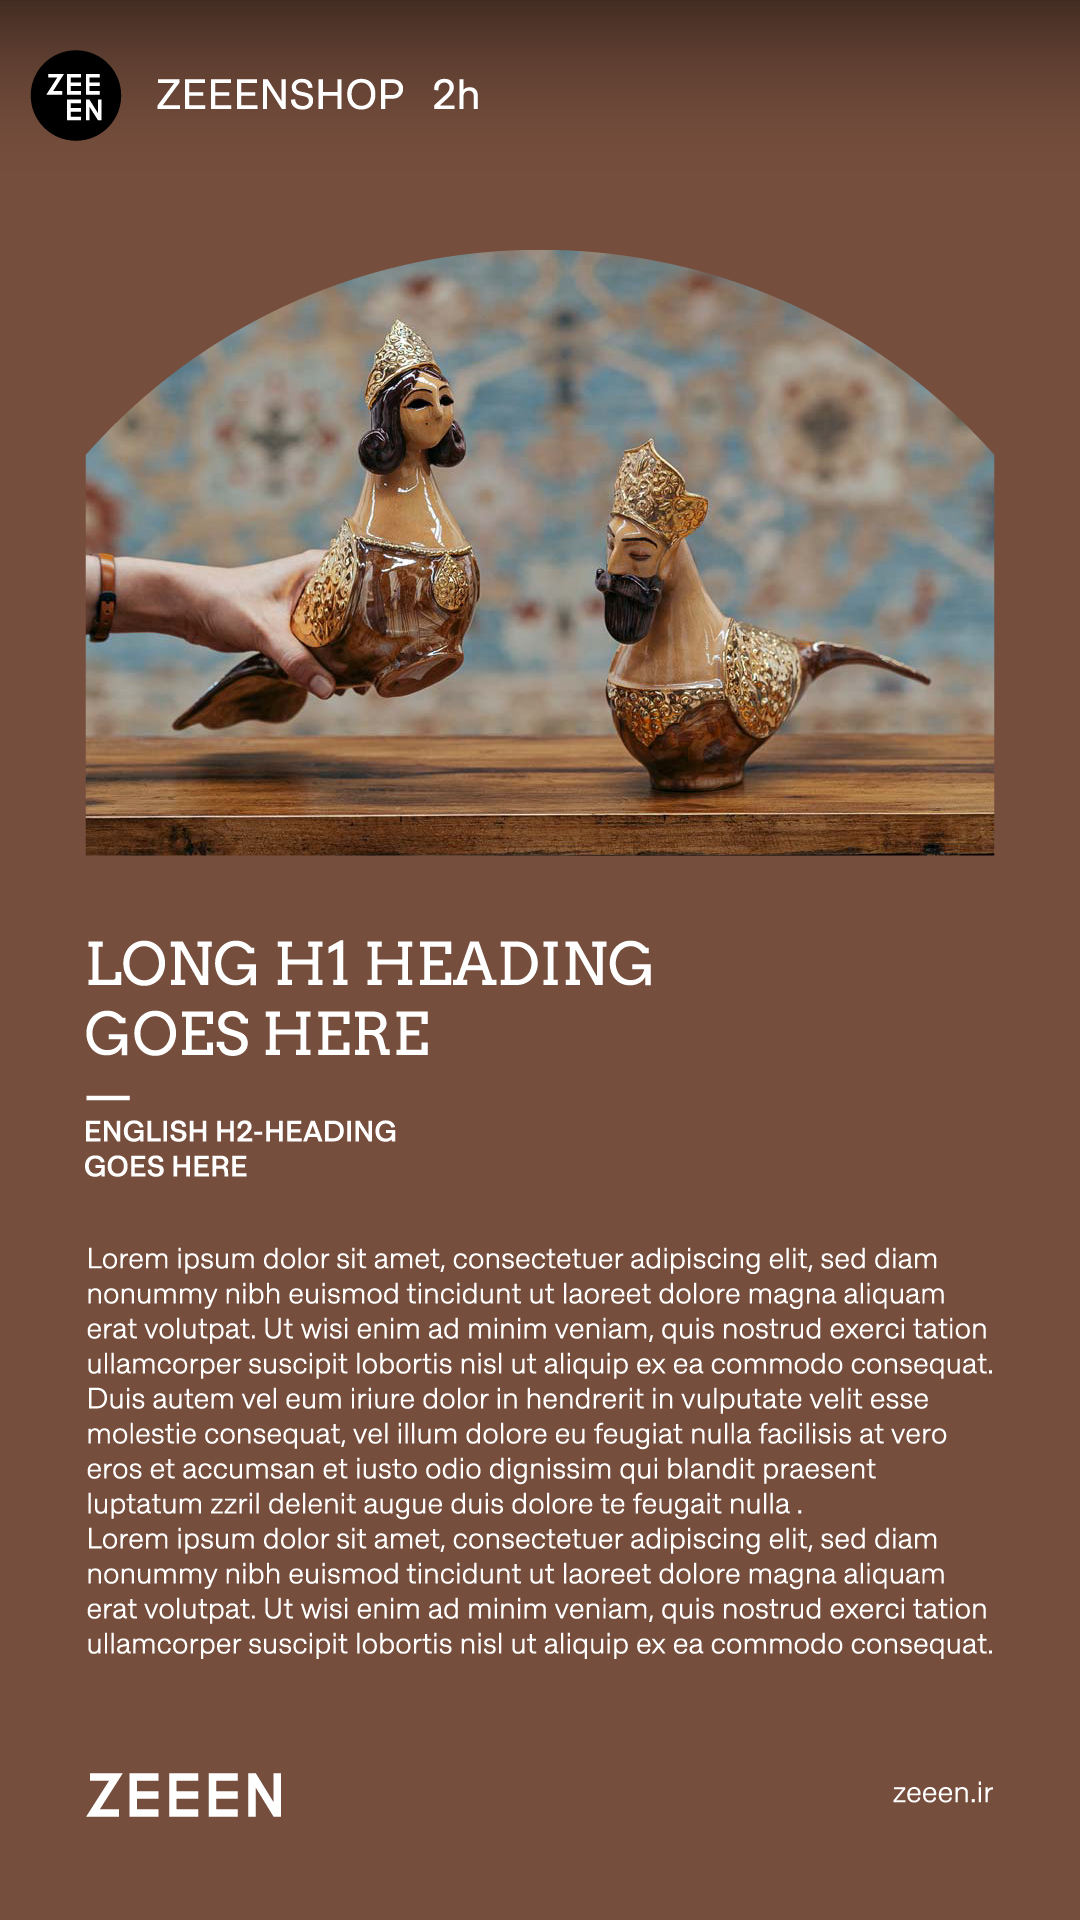 ZEE
EN
ZEEENSHOP 2h
LONG H1 HEADING
GOES HERE
ENGLISH H2-HEADING
GOES HERE
Lorem ipsum dolor sit amet, consectetuer adipiscing elit, sed diam
nonummy nibh euismod tincidunt ut laoreet dolore magna aliquam
erat volutpat. Ut wisi enim ad minim veniam, quis nostrud exerci tation
ullamcorper suscipit lobortis nisl ut aliquip ex ea commodo consequat.
Duis autem vel eum iriure dolor in hendrerit in vulputate velit esse
molestie consequat, vel illum dolore eu feugiat nulla facilisis at vero
eros et accumsan et iusto odio dignissim qui blandit praesent
luptatum zzril delenit augue duis dolore te feugait nulla .
Lorem ipsum dolor sit amet, consectetuer adipiscing elit, sed diam
nonummy nibh euismod tincidunt ut laoreet dolore magna aliquam
erat volutpat. Ut wisi enim ad minim veniam, quis nostrud exerci tation
ullamcorper suscipit lobortis nisl ut aliquip ex ea commodo consequat.
ZEEEN
zeeen.ir